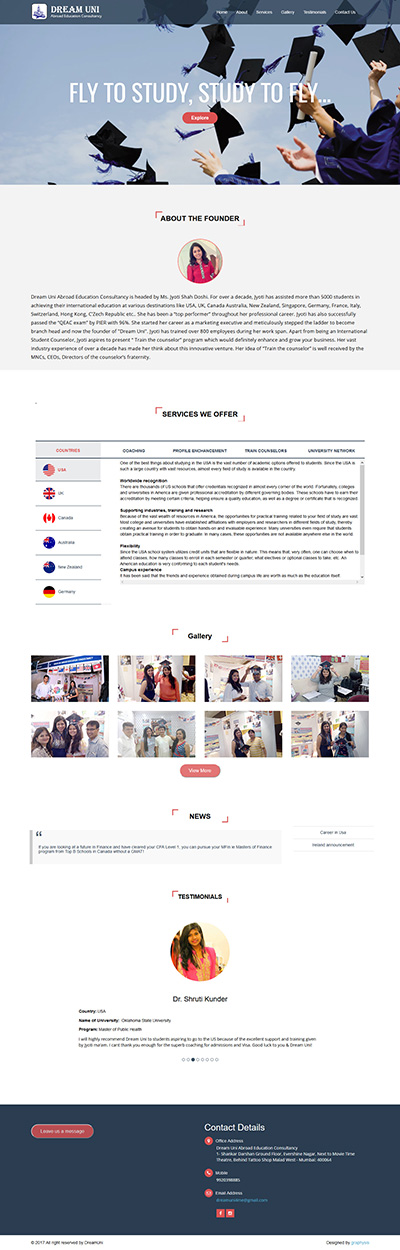 DREAM UNI
Abroad Education Consultancy
Home About Services Gallery Testimonials Contact Us
FLY TO STUDY, STUDY TO FLY...
Explore
ABOUT THE FOUNDER
Dream Uni Abroad Education Consultancy is headed by Ms. Jyoti Shah Doshi. For over a decade, Jyoti has assisted more than 5000 students in
achieving their international education at various destinations like USA, UK, Canada Australia, New Zealand, Singapore, Germany, France, Italy,
Switzerland, Hong Kong, C'Zech Republic etc.. She has been a "top performer" throughout her professional career. Jyoti has also successfully
passed the "QEAC exam" by PIER with 96%. She started her career as a marketing executive and meticulously stepped the ladder to become
branch head and now the founder of "Dream Uni". Jyoti has trained over 800 employees during her work span. Apart from being an International
Student Counselor, Jyoti aspires to present " Train the counselor" program which would definitely enhance and grow your business. Her vast
industry experience of over a decade has made her think about this innovative venture. Her idea of "Train the counselor" is well received by the
MNCs, CEOs, Directors of the counselor's fraternity.
SERVICES WE OFFER
COUNTRIES COACHING PROFILE ENCHANCEMENT TRAIN COUNSELORS UNIVERSITY NETWORK
USA
UK
Canada
Australia
New Zealand
Germany
One of the best things about studying in the USA is the vast number of academic options offered to students. Since the USA is
such a large country with vast resources, almost every field of study is available in the country.
Worldwide recognition
There are thousands of US schools that offer credentials recognized in almost every corner of the world. Fortunately, colleges
and universities in America are given professional accreditation by different governing bodies. These schools have to earn their
accreditation by meeting certain criteria, helping ensure a quality education, as well as a degree or certificate that is recognized.
Supporting industries, training and research
Because of the vast wealth of resources in America, the opportunities for practical training related to your field of study are vast.
Most college and universities have established affiliations with employers and researchers in different fields of study, thereby
creating an avenue for students to obtain hands-on and invaluable experience. Many universities even require that students
obtain practical training in order to graduate. In many cases, these opportunities are not available anywhere else in the world.
Flexibility
Since the USA school system utilizes credit units that are flexible in nature. This means that, very often, one can choose when to
attend classes, how many classes to enroll in each semester or quarter, what electives or optional classes to take, etc. An
American education is very conforming to each student's needs.
Campus experience
It has been said that the friends and experience obtained during campus life are worth as much as the education itself.
Gallery
View More
NEWS
If you are looking at a future in Finance and have cleared your CFA Level 1, you can pursue your MFin or Masters of Finance
program from Top B Schools in Canada without a GMAT!
Career in Usa
Ireland announcement
TESTIMONIALS
Dr. Shruti Kunder
Country: USA
Name of University: Oklahoma State University
Program: Master of Public Health
I will highly recommend Dream Uni to students aspiring to go to the US because of the excellent support and training given
by Jyoti ma'am. I cant thank you enough for the superb coaching for admissions and Visa. Good luck to you & Dream Uni!
Leave us a message
Contact Details
Office Address
Dream Uni Abroad Education Consultancy
1- Shankar Darshan Ground Floor, Evershine Nagar, Next to Movie Time
Theatre, Behind Tattoo Shop Malad West - Mumbai: 400064
Mobile
Email Address
© 2017 All right reserved by DreamUni
Designed by